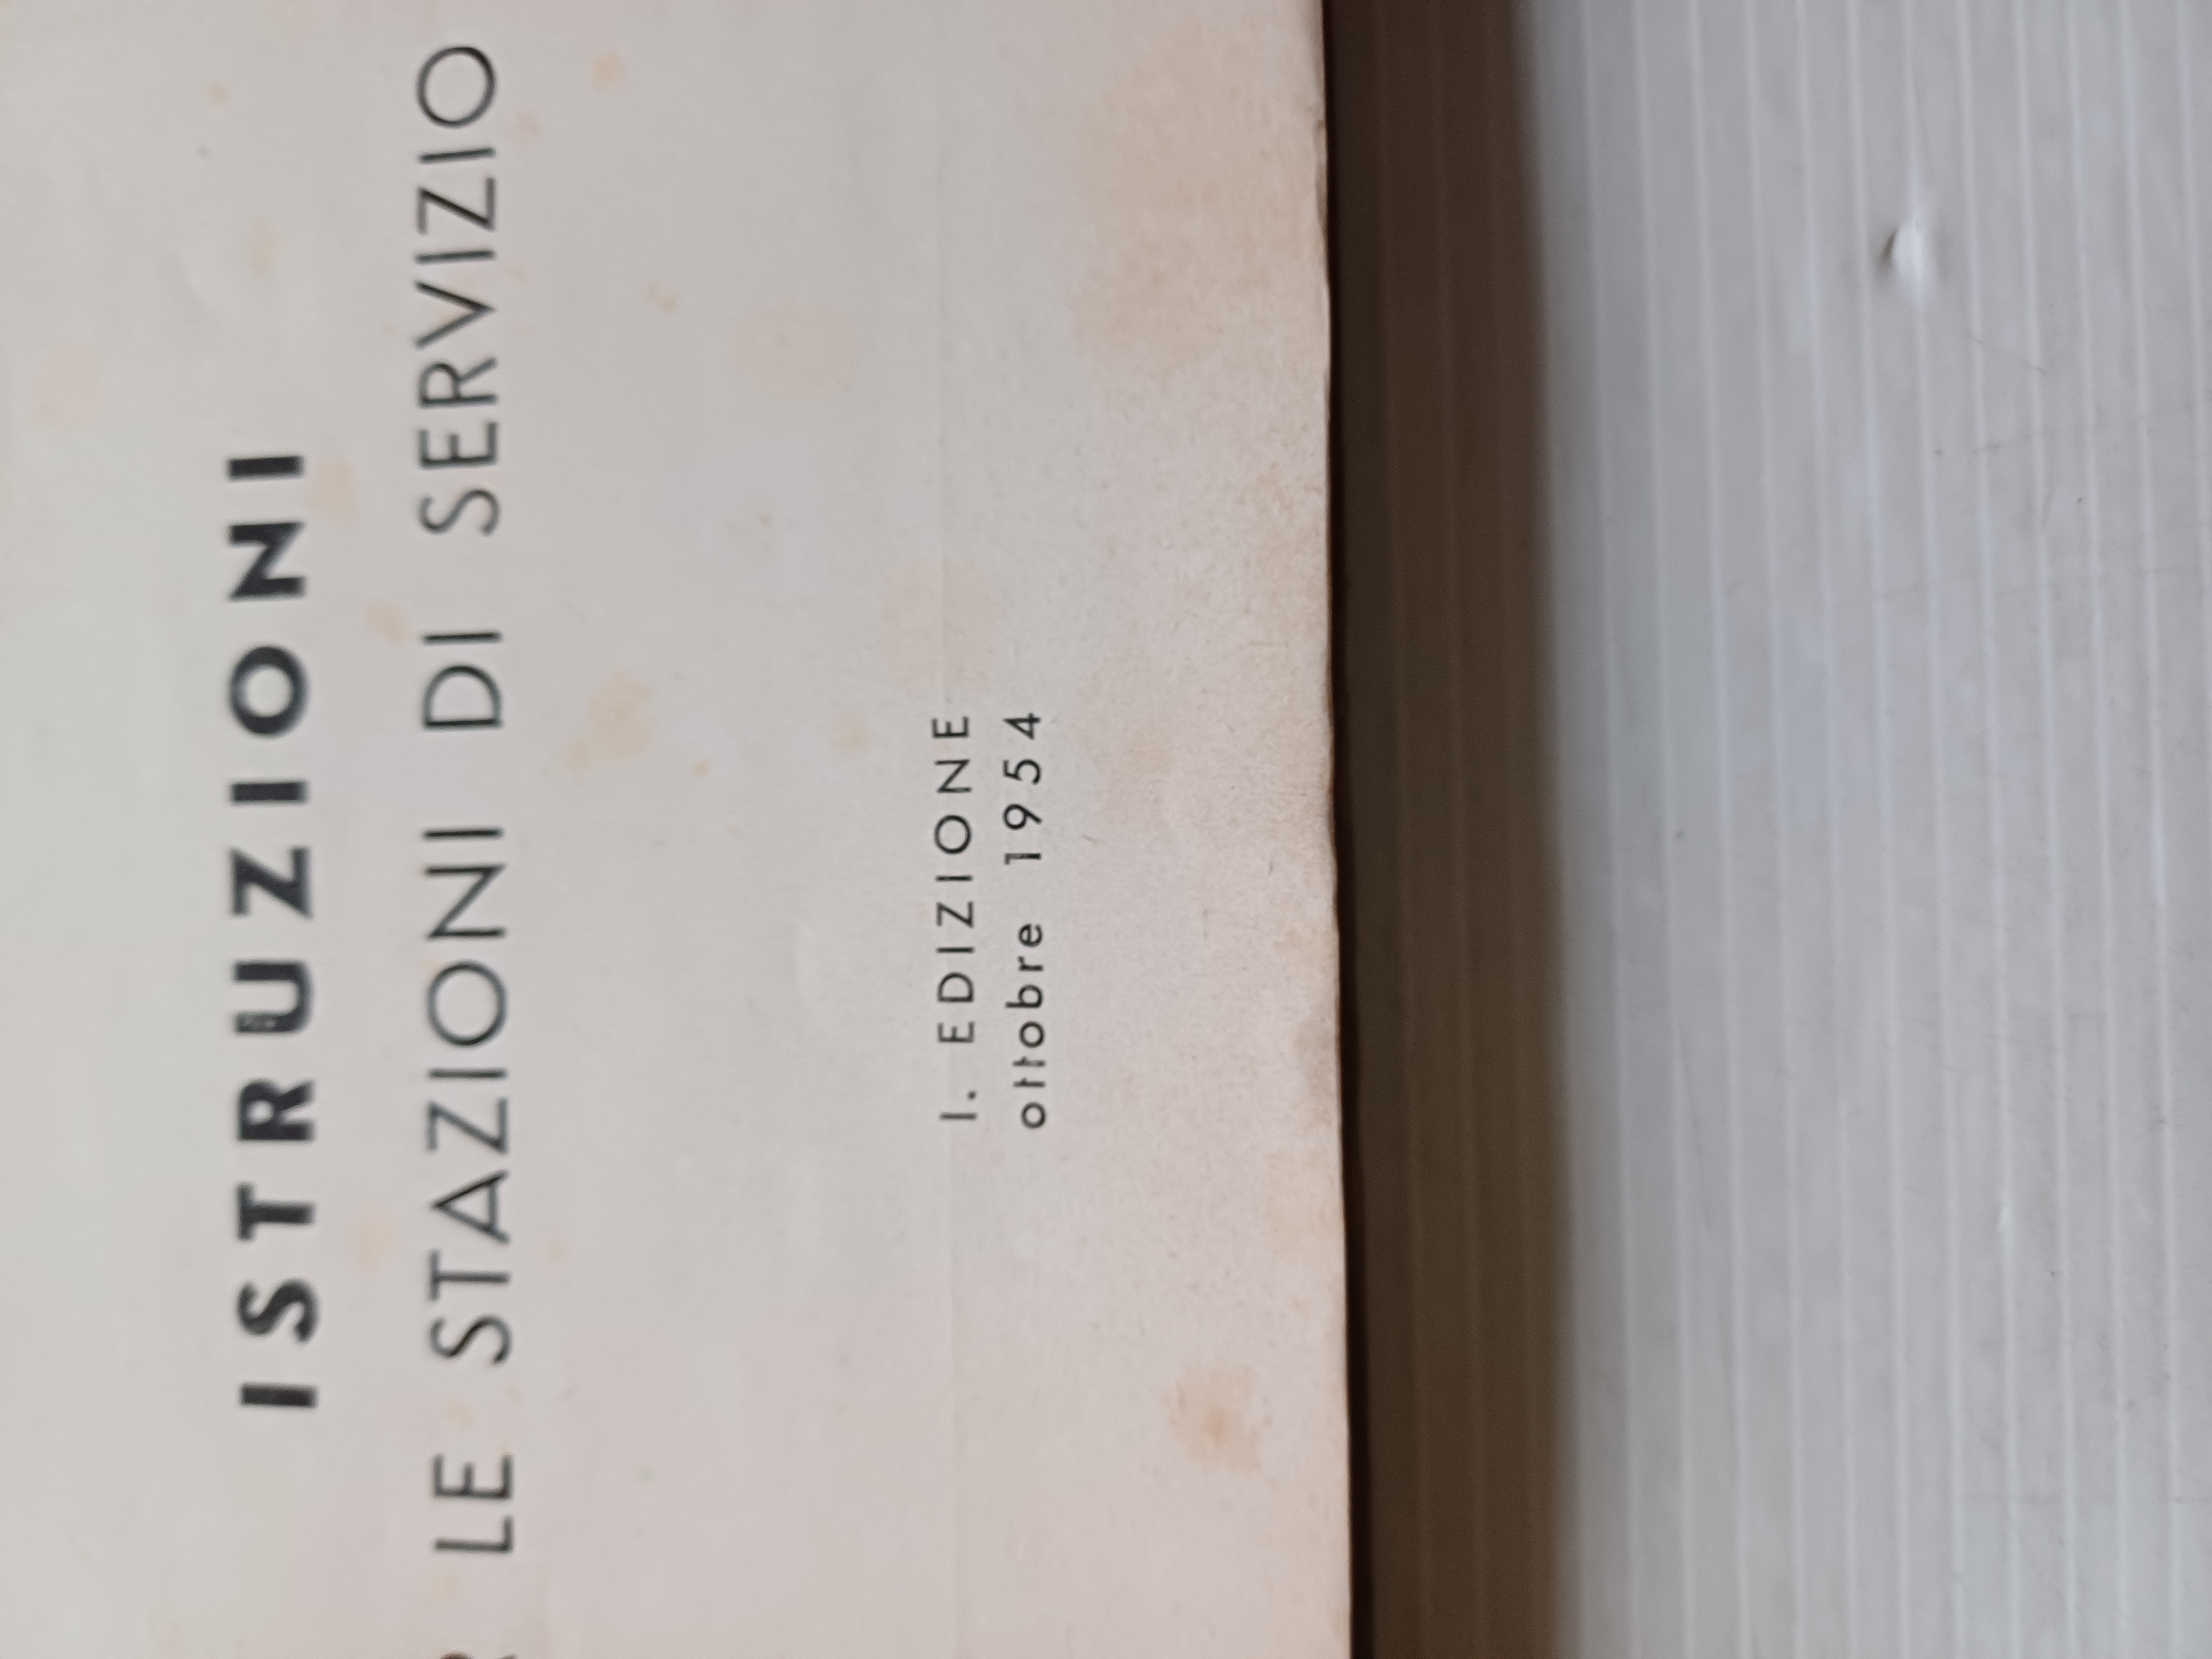 ISTRUZIONI
R LE STAZIONI DI SERVIZIO
I. EDIZIONE
ottobre 1954